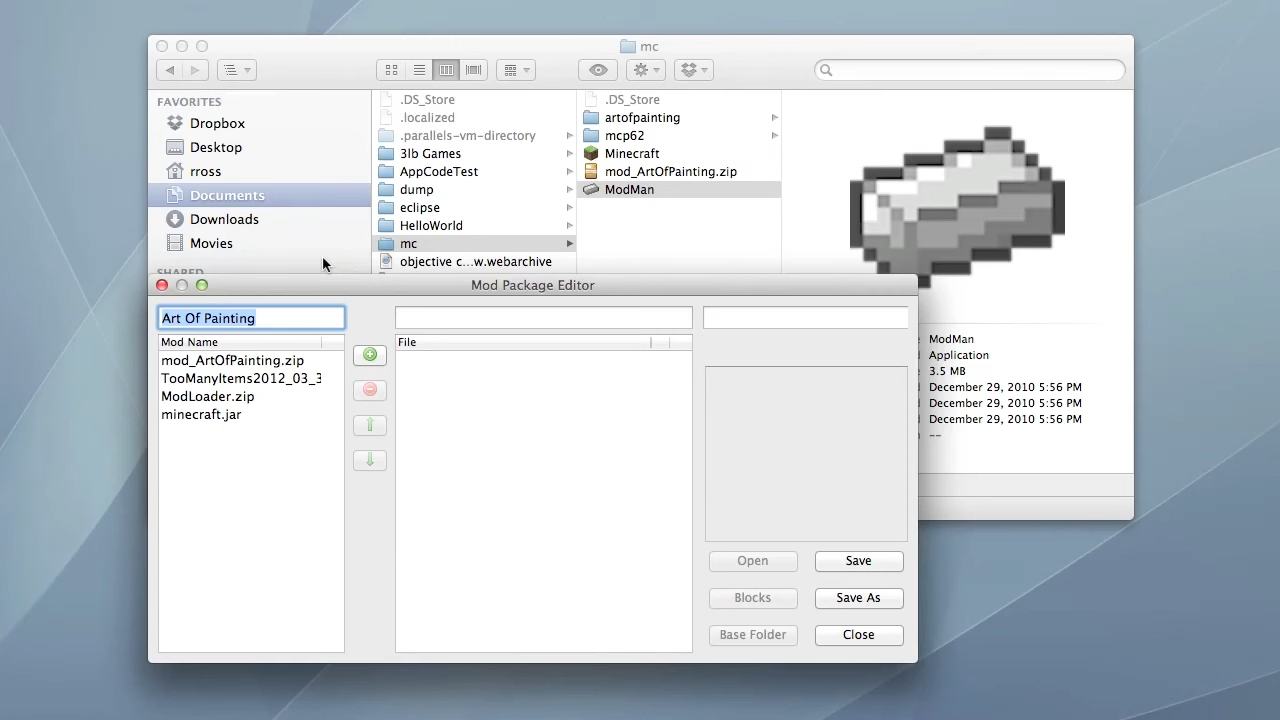 mc
FAVORITES
Dropbox
Desktop
rross
Documents
Downloads
Movies
SHARED
.DS_Store
.localized
.parallels-vm-directory
3lb Games
AppCodeTest
dump
eclipse
HelloWorld
mc
objective c...w.webarchive
.DS_Store
artofpainting
mcp62
Minecraft
mod_ArtOfPainting.zip
ModMan
ModMan
Application
3.5 MB
December 29, 2010 5:56 PM
December 29, 2010 5:56 PM
December 29, 2010 5:56 PM
--
Mod Package Editor
Art Of Painting
Mod Name
mod_ArtOfPainting.zip
TooManyItems2012_03_3
ModLoader.zip
minecraft.jar
File
Open
Save
Blocks
Save As
Base Folder
Close